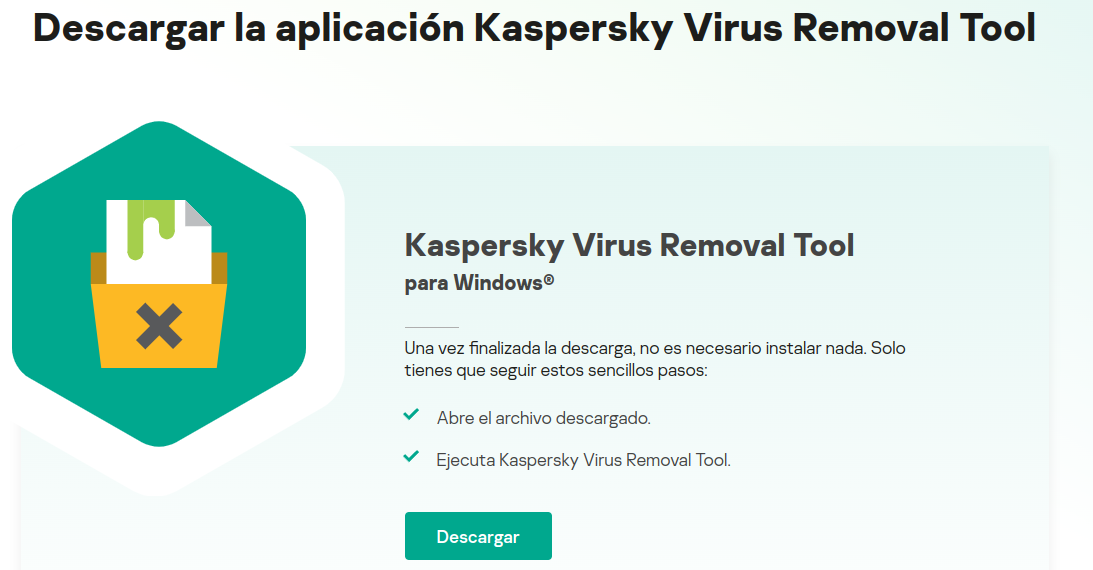 Descargar la aplicación Kaspersky Virus Removal Tool
Kaspersky Virus Removal Tool
para Windows®
Una vez finalizada la descarga, no es necesario instalar nada. Solo
tienes que seguir estos sencillos pasos:
Abre el archivo descargado.
Ejecuta Kaspersky Virus Removal Tool.
Descargar